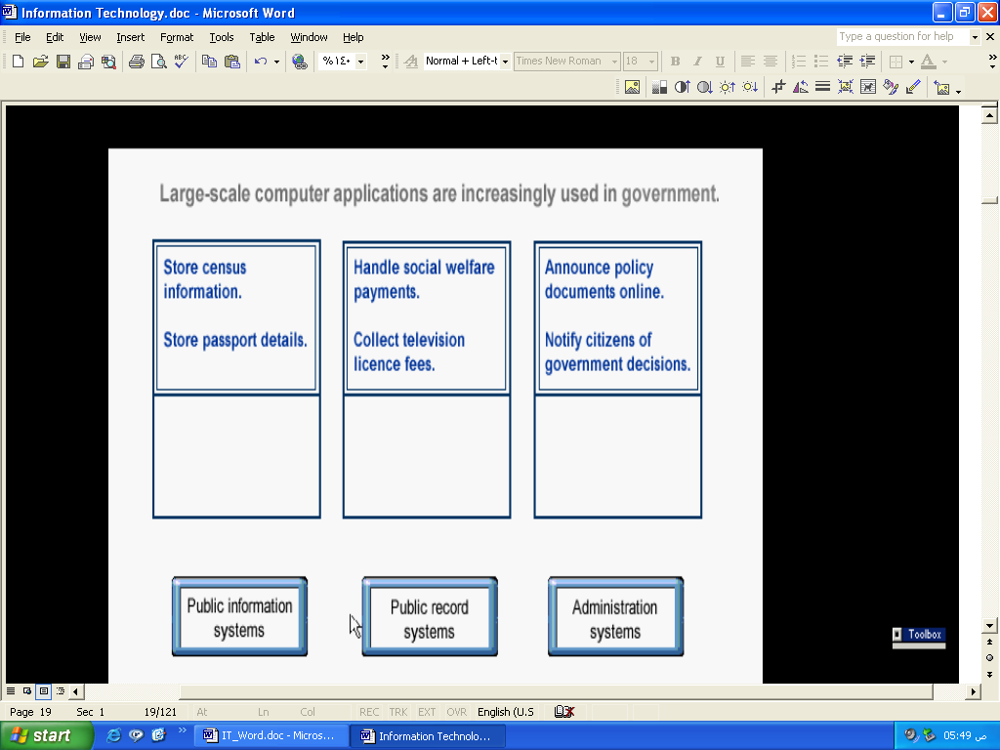 Information Technology.doc - Microsoft Word
File Edit View Insert Format Tools Table Window Help
Type a question for help
%١٤٠ Normal + Left-t Times New Roman 18 B I U
Large-scale computer applications are increasingly used in government.
Store census
information.
Store passport details.
Handle social welfare
payments.
Collect television
licence fees.
Announce policy
documents online.
Notify citizens of
government decisions.
Public information
systems
Public record
systems
Administration
systems
Toolbox
Page 19 Sec 1 19/121 At Ln Col REC TRK EXT OVR English (U.S
start IT_Word.doc - Micros... Information Technolo... 05:49 ص